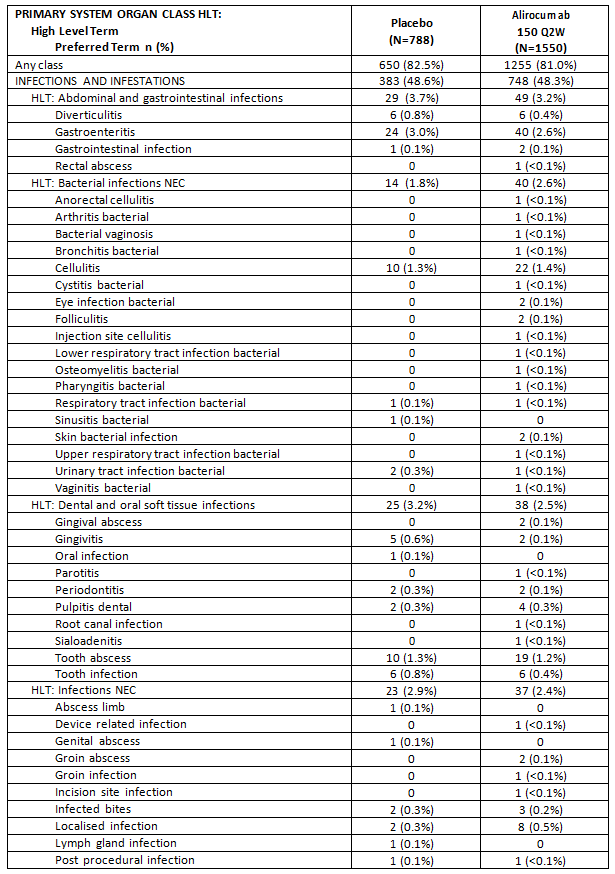 PRIMARY SYSTEM ORGAN CLASS HLT: Placebo Alirocumab
High Level Term (N=788) 150 Q2W
Preferred Term n (%) (N=1550)
Any class 650 (82.5%) 1255 (81.0%)
INFECTIONS AND INFESTATIONS 383 (48.6%) 748 (48.3%)
HLT: Abdominal and gastrointestinal infections 29 (3.7%) 49 (3.2%)
Diverticulitis 6 (0.8%) 6 (0.4%)
Gastroenteritis 24 (3.0%) 40 (2.6%)
Gastrointestinal infection 1 (0.1%) 2 (0.1%)
Rectal abscess 0 1 (<0.1%)
HLT: Bacterial infections NEC 14 (1.8%) 40 (2.6%)
Anorectal cellulitis 0 1 (<0.1%)
Arthritis bacterial 0 1 (<0.1%)
Bacterial vaginosis 0 1 (<0.1%)
Bronchitis bacterial 0 1 (<0.1%)
Cellulitis 10 (1.3%) 22 (1.4%)
Cystitis bacterial 0 1 (<0.1%)
Eye infection bacterial 0 2 (0.1%)
Folliculitis 0 2 (0.1%)
Injection site cellulitis 0 1 (<0.1%)
Lower respiratory tract infection bacterial 0 1 (<0.1%)
Osteomyelitis bacterial 0 1 (<0.1%)
Pharyngitis bacterial 0 1 (<0.1%)
Respiratory tract infection bacterial 1 (0.1%) 1 (<0.1%)
Sinusitis bacterial 1 (0.1%) 0
Skin bacterial infection 0 2 (0.1%)
Upper respiratory tract infection bacterial 0 1 (<0.1%)
Urinary tract infection bacterial 2 (0.3%) 1 (<0.1%)
Vaginitis bacterial 0 1 (<0.1%)
HLT: Dental and oral soft tissue infections 25 (3.2%) 38 (2.5%)
Gingival abscess 0 2 (0.1%)
Gingivitis 5 (0.6%) 2 (0.1%)
Oral infection 1 (0.1%) 0
Parotitis 0 1 (<0.1%)
Periodontitis 2 (0.3%) 2 (0.1%)
Pulpitis dental 2 (0.3%) 4 (0.3%)
Root canal infection 0 1 (<0.1%)
Sialoadenitis 0 1 (<0.1%)
Tooth abscess 10 (1.3%) 19 (1.2%)
Tooth infection 6 (0.8%) 6 (0.4%)
HLT: Infections NEC 23 (2.9%) 37 (2.4%)
Abscess limb 1 (0.1%) 0
Device related infection 0 1 (<0.1%)
Genital abscess 1 (0.1%) 0
Groin abscess 0 2 (0.1%)
Groin infection 0 1 (<0.1%)
Incision site infection 0 1 (<0.1%)
Infected bites 2 (0.3%) 3 (0.2%)
Localised infection 2 (0.3%) 8 (0.5%)
Lymph gland infection 1 (0.1%) 0
Post procedural infection 1 (0.1%) 1 (<0.1%)